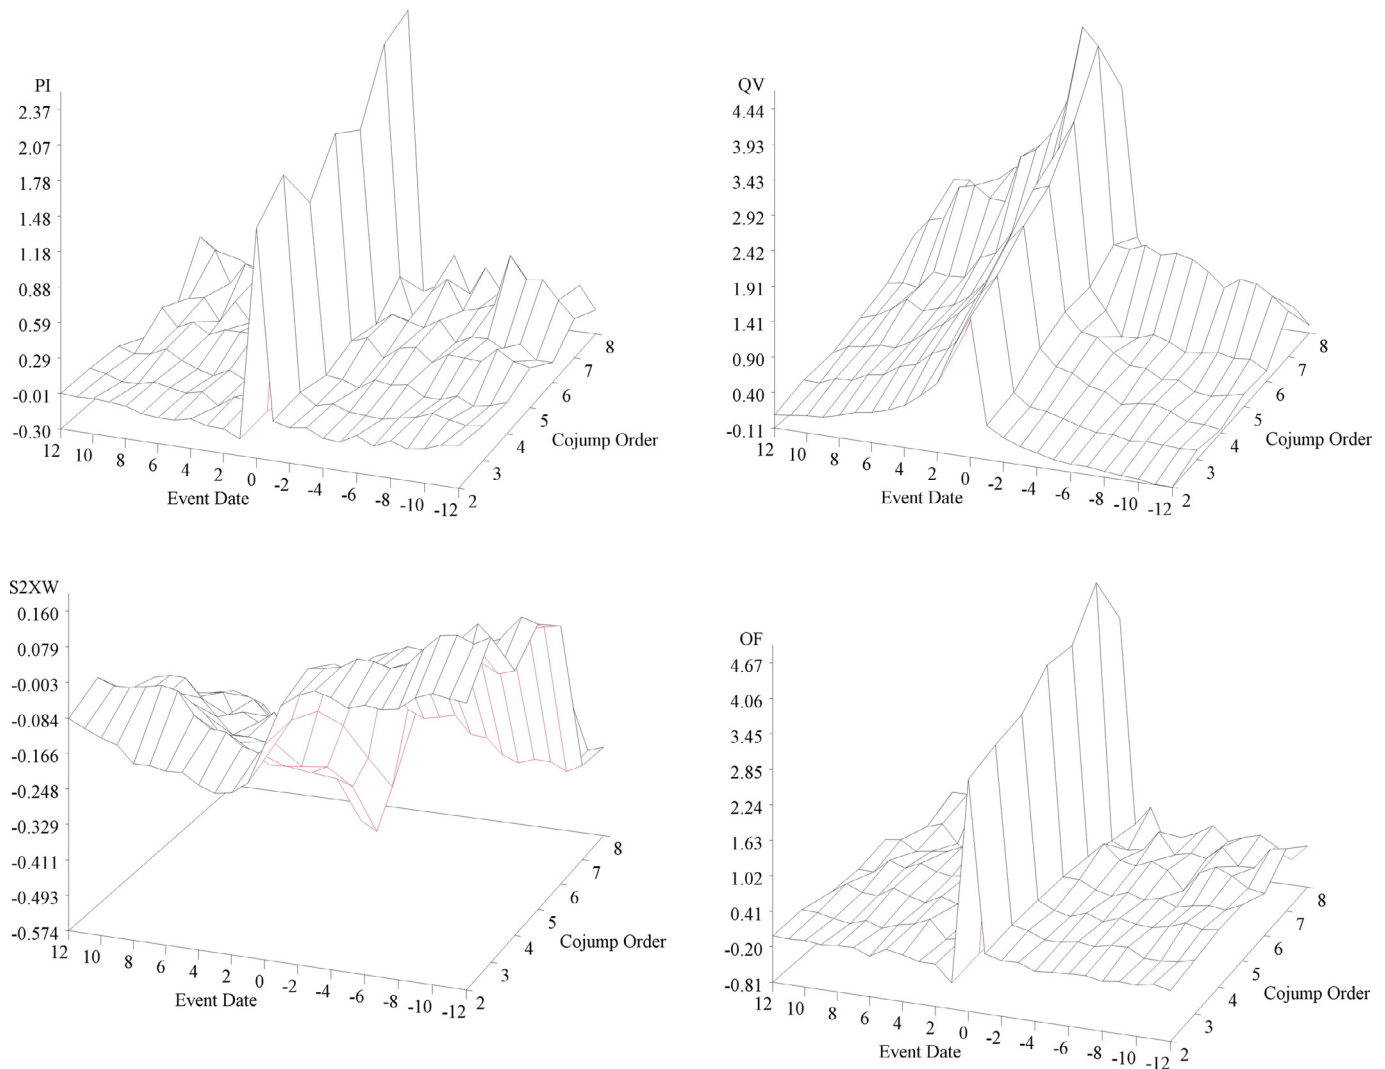 PI
2.37
2.07
1.78
1.48
1.18
0.88
0.59
0.29
-0.01
-0.30
12 10 8 6 4 2 0 -2 -4 -6 -8 -10 -12
Event Date
2 3 4 5 6 7 8
Cojump Order
QV
4.44
3.93
3.43
2.92
2.42
1.91
1.41
0.90
0.40
-0.11
12 10 8 6 4 2 0 -2 -4 -6 -8 -10 -12
Event Date
2 3 4 5 6 7 8
Cojump Order
S2XW
0.160
0.079
-0.003
-0.084
-0.166
-0.248
-0.329
-0.411
-0.493
-0.574
12 10 8 6 4 2 0 -2 -4 -6 -8 -10 -12
Event Date
2 3 4 5 6 7 8
Cojump Order
OF
4.67
4.06
3.45
2.85
2.24
1.63
1.02
0.41
-0.20
-0.81
12 10 8 6 4 2 0 -2 -4 -6 -8 -10 -12
Event Date
2 3 4 5 6 7 8
Cojump Order